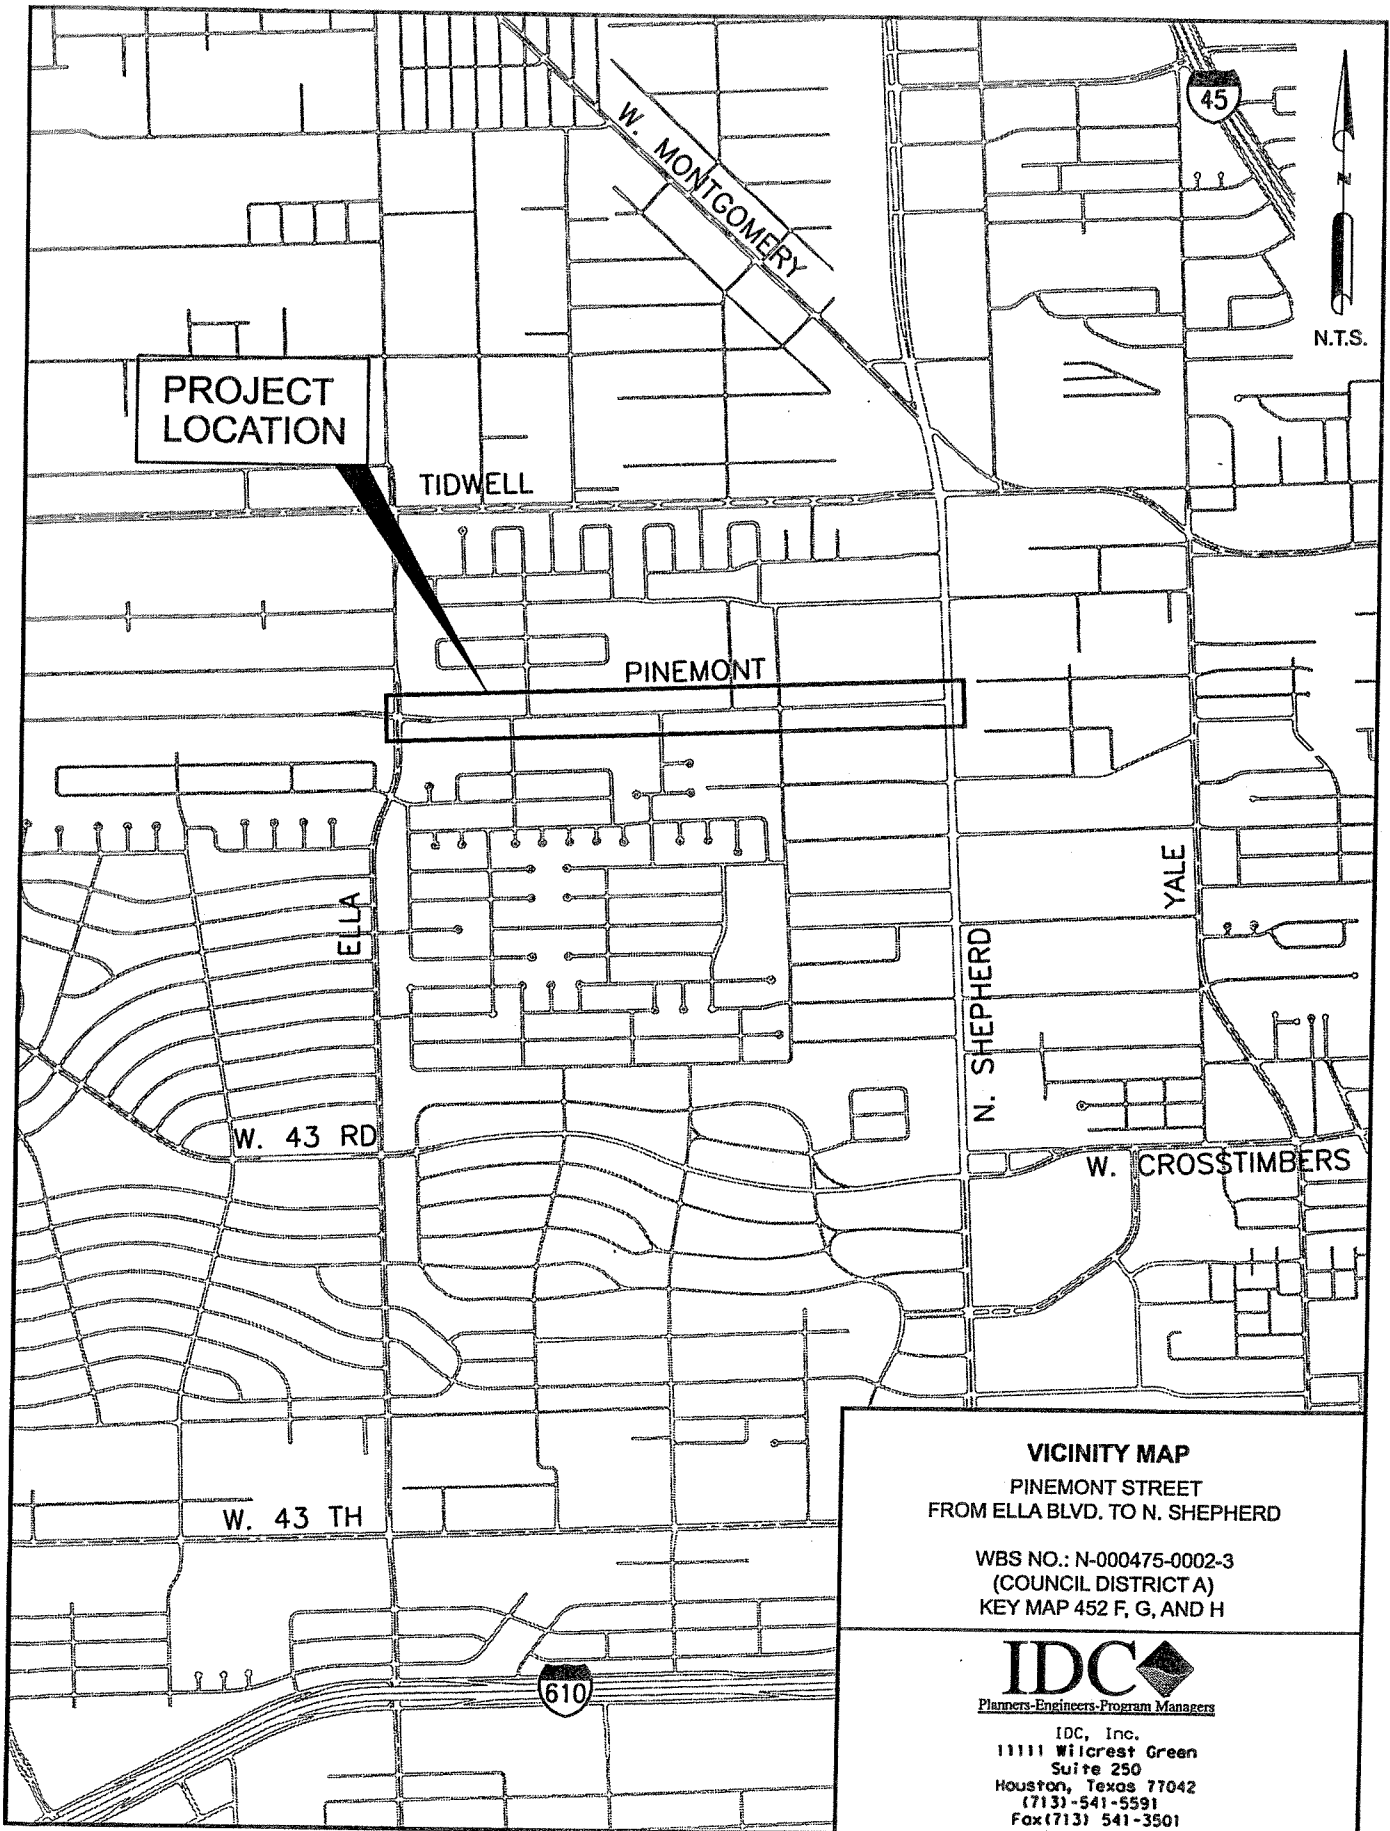 45
W. MONTGOMERY
N
N.T.S.
PROJECT
LOCATION
TIDWELL
PINEMONT
ELLA
YALE
N. SHEPHERD
W. 43 RD
W. CROSSTIMBERS
W. 43 TH
610
VICINITY MAP
PINEMONT STREET
FROM ELLA BLVD. TO N. SHEPHERD
WBS NO.: N-000475-0002-3
(COUNCIL DISTRICT A)
KEY MAP 452 F, G, AND H
IDC
Planners-Engineers-Program Managers
IDC, Inc.
11111 Wilcrest Green
Suite 250
Houston, Texas 77042
(713)-541-5591
Fax(713) 541-3501